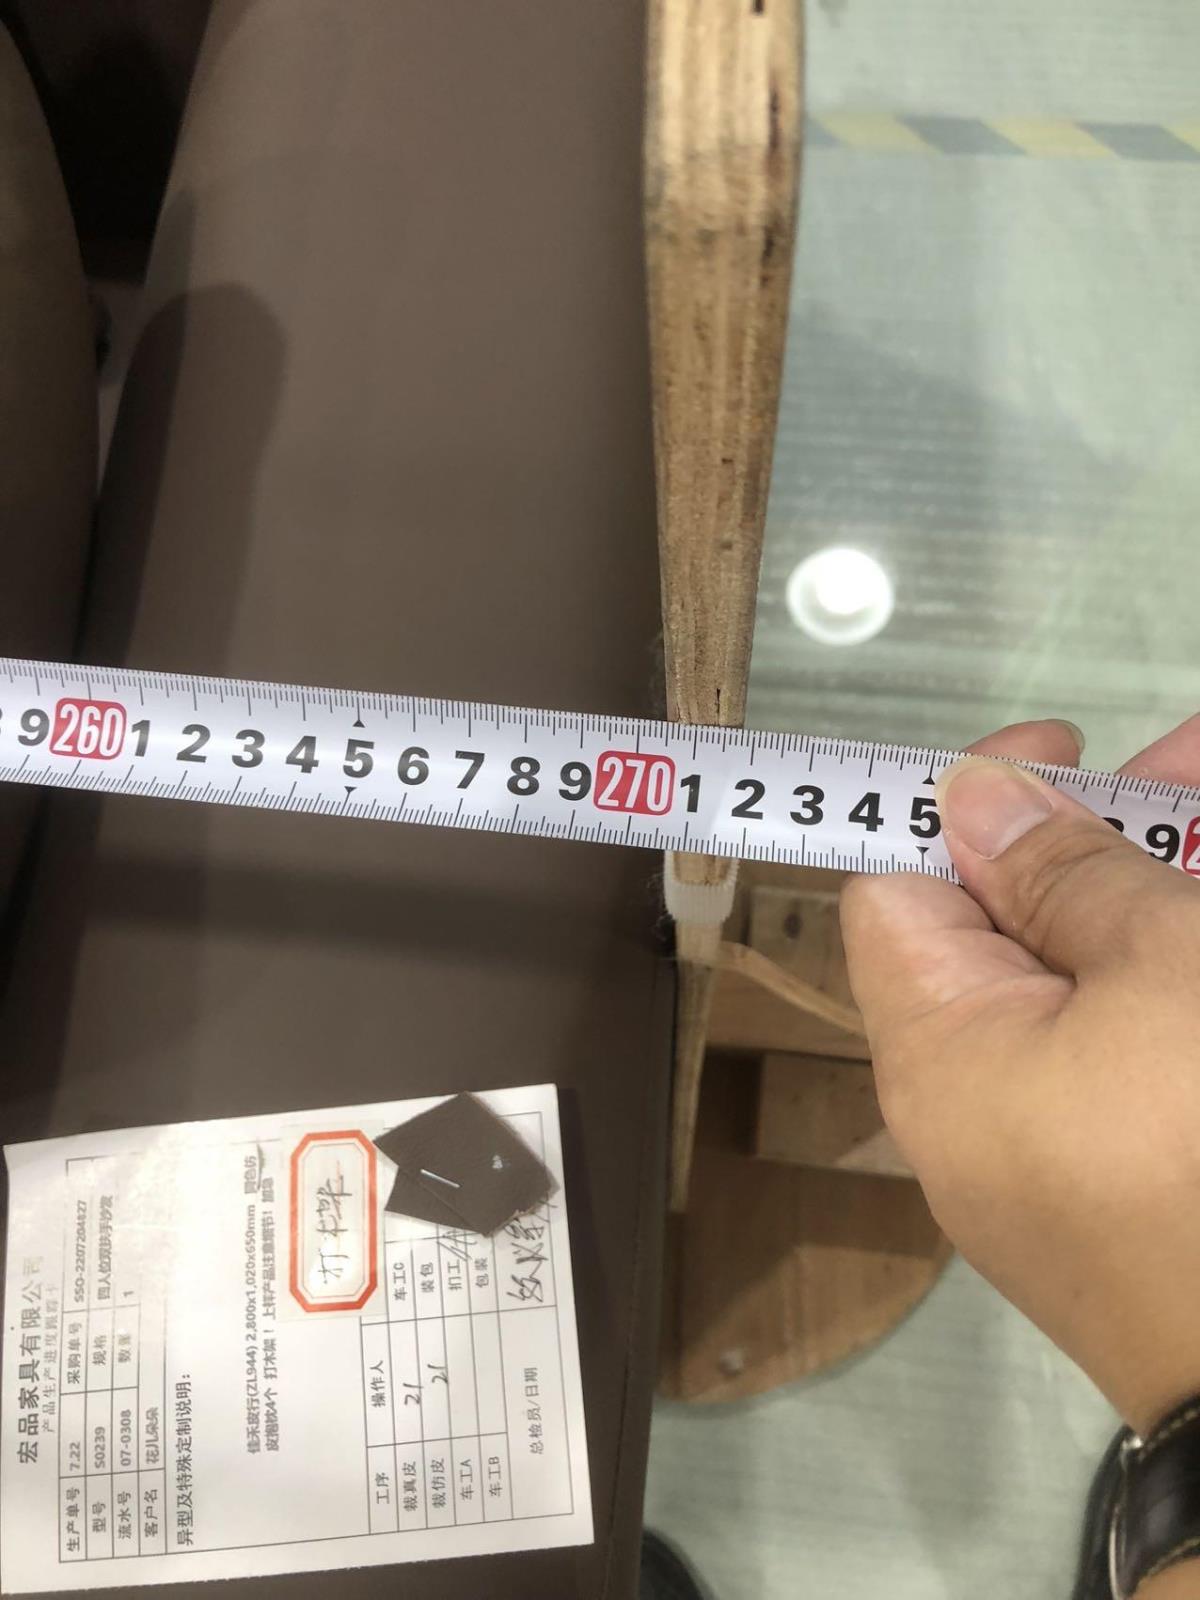 9 260 1 2 3 4 5 6 7 8 9 270 1 2 3 4 5 9
宏品家具有限公司
产品生产进度跟踪卡
生产单号 7.22 采购单号 SSO-2207204827
型号 S0239 规格 四人位双扶手沙发
流水号 07-0308 数量 1
客户名 花儿朵朵
异型及特殊定制说明：
佳禾皮行(ZL944) 2,800x1,020x650mm 同色仿
皮抱枕4个 打木架！上样产品注意细节！加急
打木架
工序 操作人
裁真皮 21 车工C
裁仿皮 21 装包
车工A 扪工
车工B 包装
总检员/日期